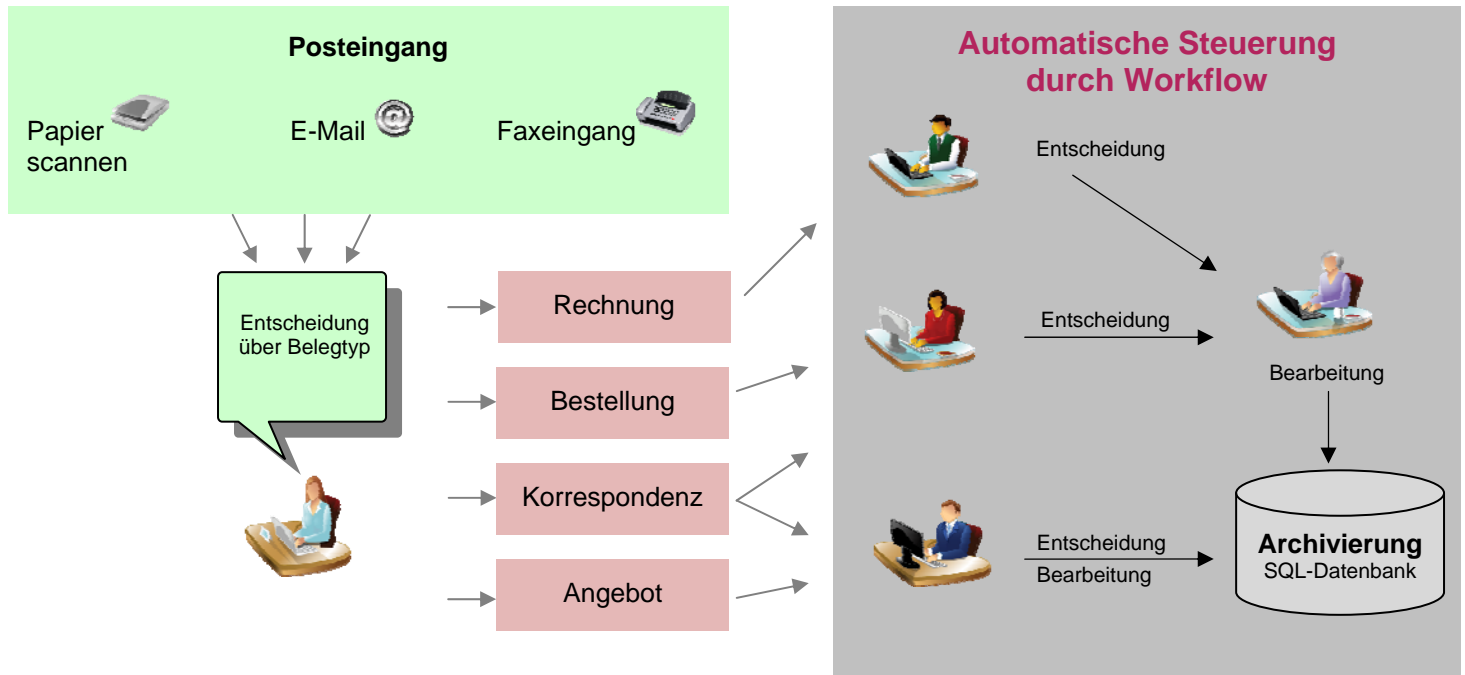 Posteingang
Papier
scannen
E-Mail
Faxeingang
Entscheidung
über Belegtyp
Rechnung
Bestellung
Korrespondenz
Angebot
Automatische Steuerung
durch Workflow
Entscheidung
Entscheidung
Bearbeitung
Entscheidung
Bearbeitung
Archivierung
SQL-Datenbank